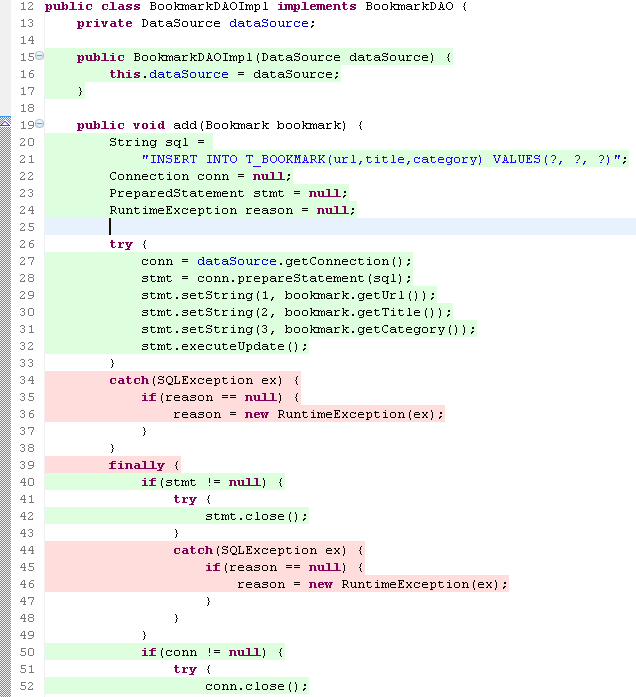 12 public class BookmarkDAOImpl implements BookmarkDAO {
13     private DataSource dataSource;
14
15     public BookmarkDAOImpl(DataSource dataSource) {
16         this.dataSource = dataSource;
17     }
18
19     public void add(Bookmark bookmark) {
20         String sql =
21             "INSERT INTO T_BOOKMARK(url,title,category) VALUES(?, ?, ?)";
22         Connection conn = null;
23         PreparedStatement stmt = null;
24         RuntimeException reason = null;
25
26         try {
27             conn = dataSource.getConnection();
28             stmt = conn.prepareStatement(sql);
29             stmt.setString(1, bookmark.getUrl());
30             stmt.setString(2, bookmark.getTitle());
31             stmt.setString(3, bookmark.getCategory());
32             stmt.executeUpdate();
33         }
34         catch(SQLException ex) {
35             if(reason == null) {
36                 reason = new RuntimeException(ex);
37             }
38         }
39         finally {
40             if(stmt != null) {
41                 try {
42                     stmt.close();
43                 }
44                 catch(SQLException ex) {
45                     if(reason == null) {
46                         reason = new RuntimeException(ex);
47                     }
48                 }
49             }
50             if(conn != null) {
51                 try {
52                     conn.close();